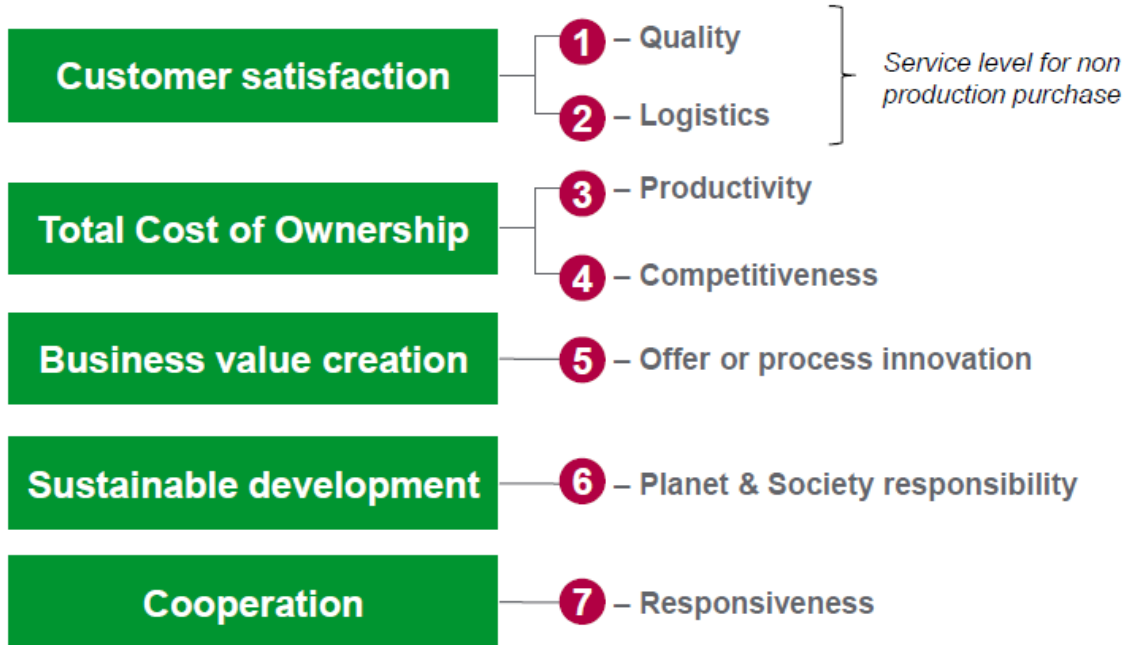 Customer satisfaction
1 – Quality
2 – Logistics
Service level for non
production purchase
Total Cost of Ownership
3 – Productivity
4 – Competitiveness
Business value creation
5 – Offer or process innovation
Sustainable development
6 – Planet & Society responsibility
Cooperation
7 – Responsiveness